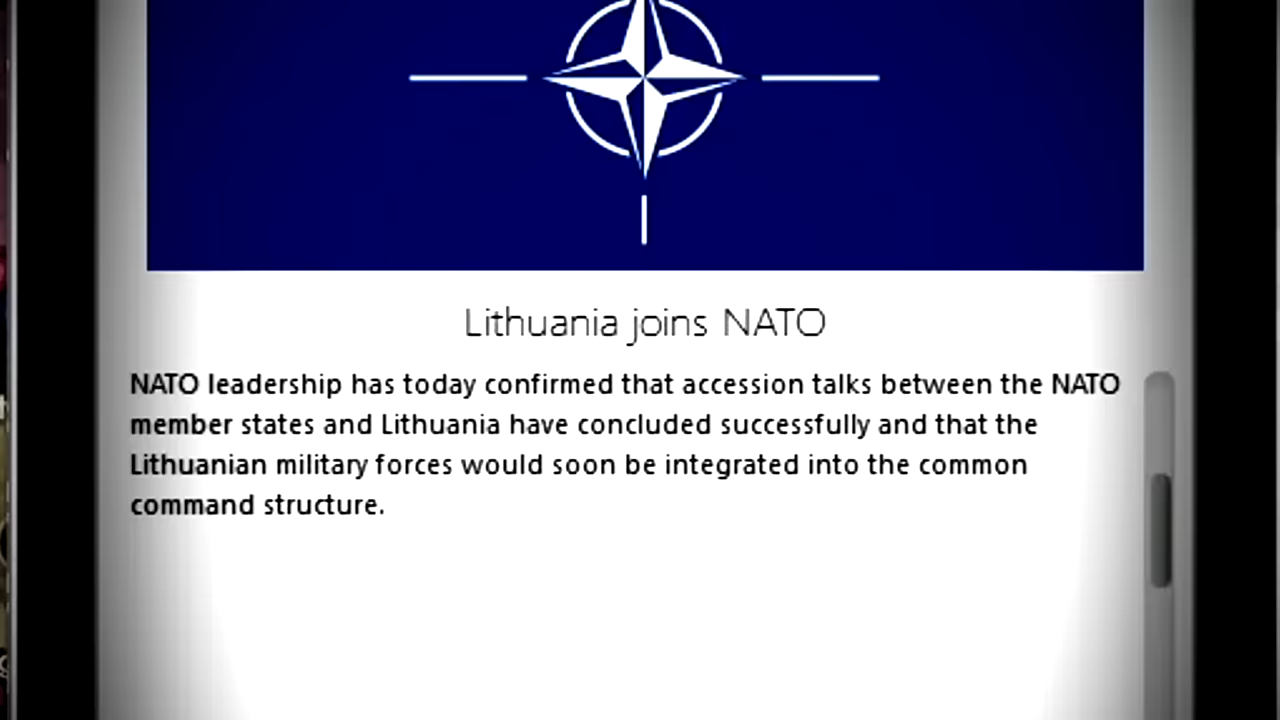 Lithuania joins NATO
NATO leadership has today confirmed that accession talks between the NATO
member states and Lithuania have concluded successfully and that the
Lithuanian military forces would soon be integrated into the common
command structure.